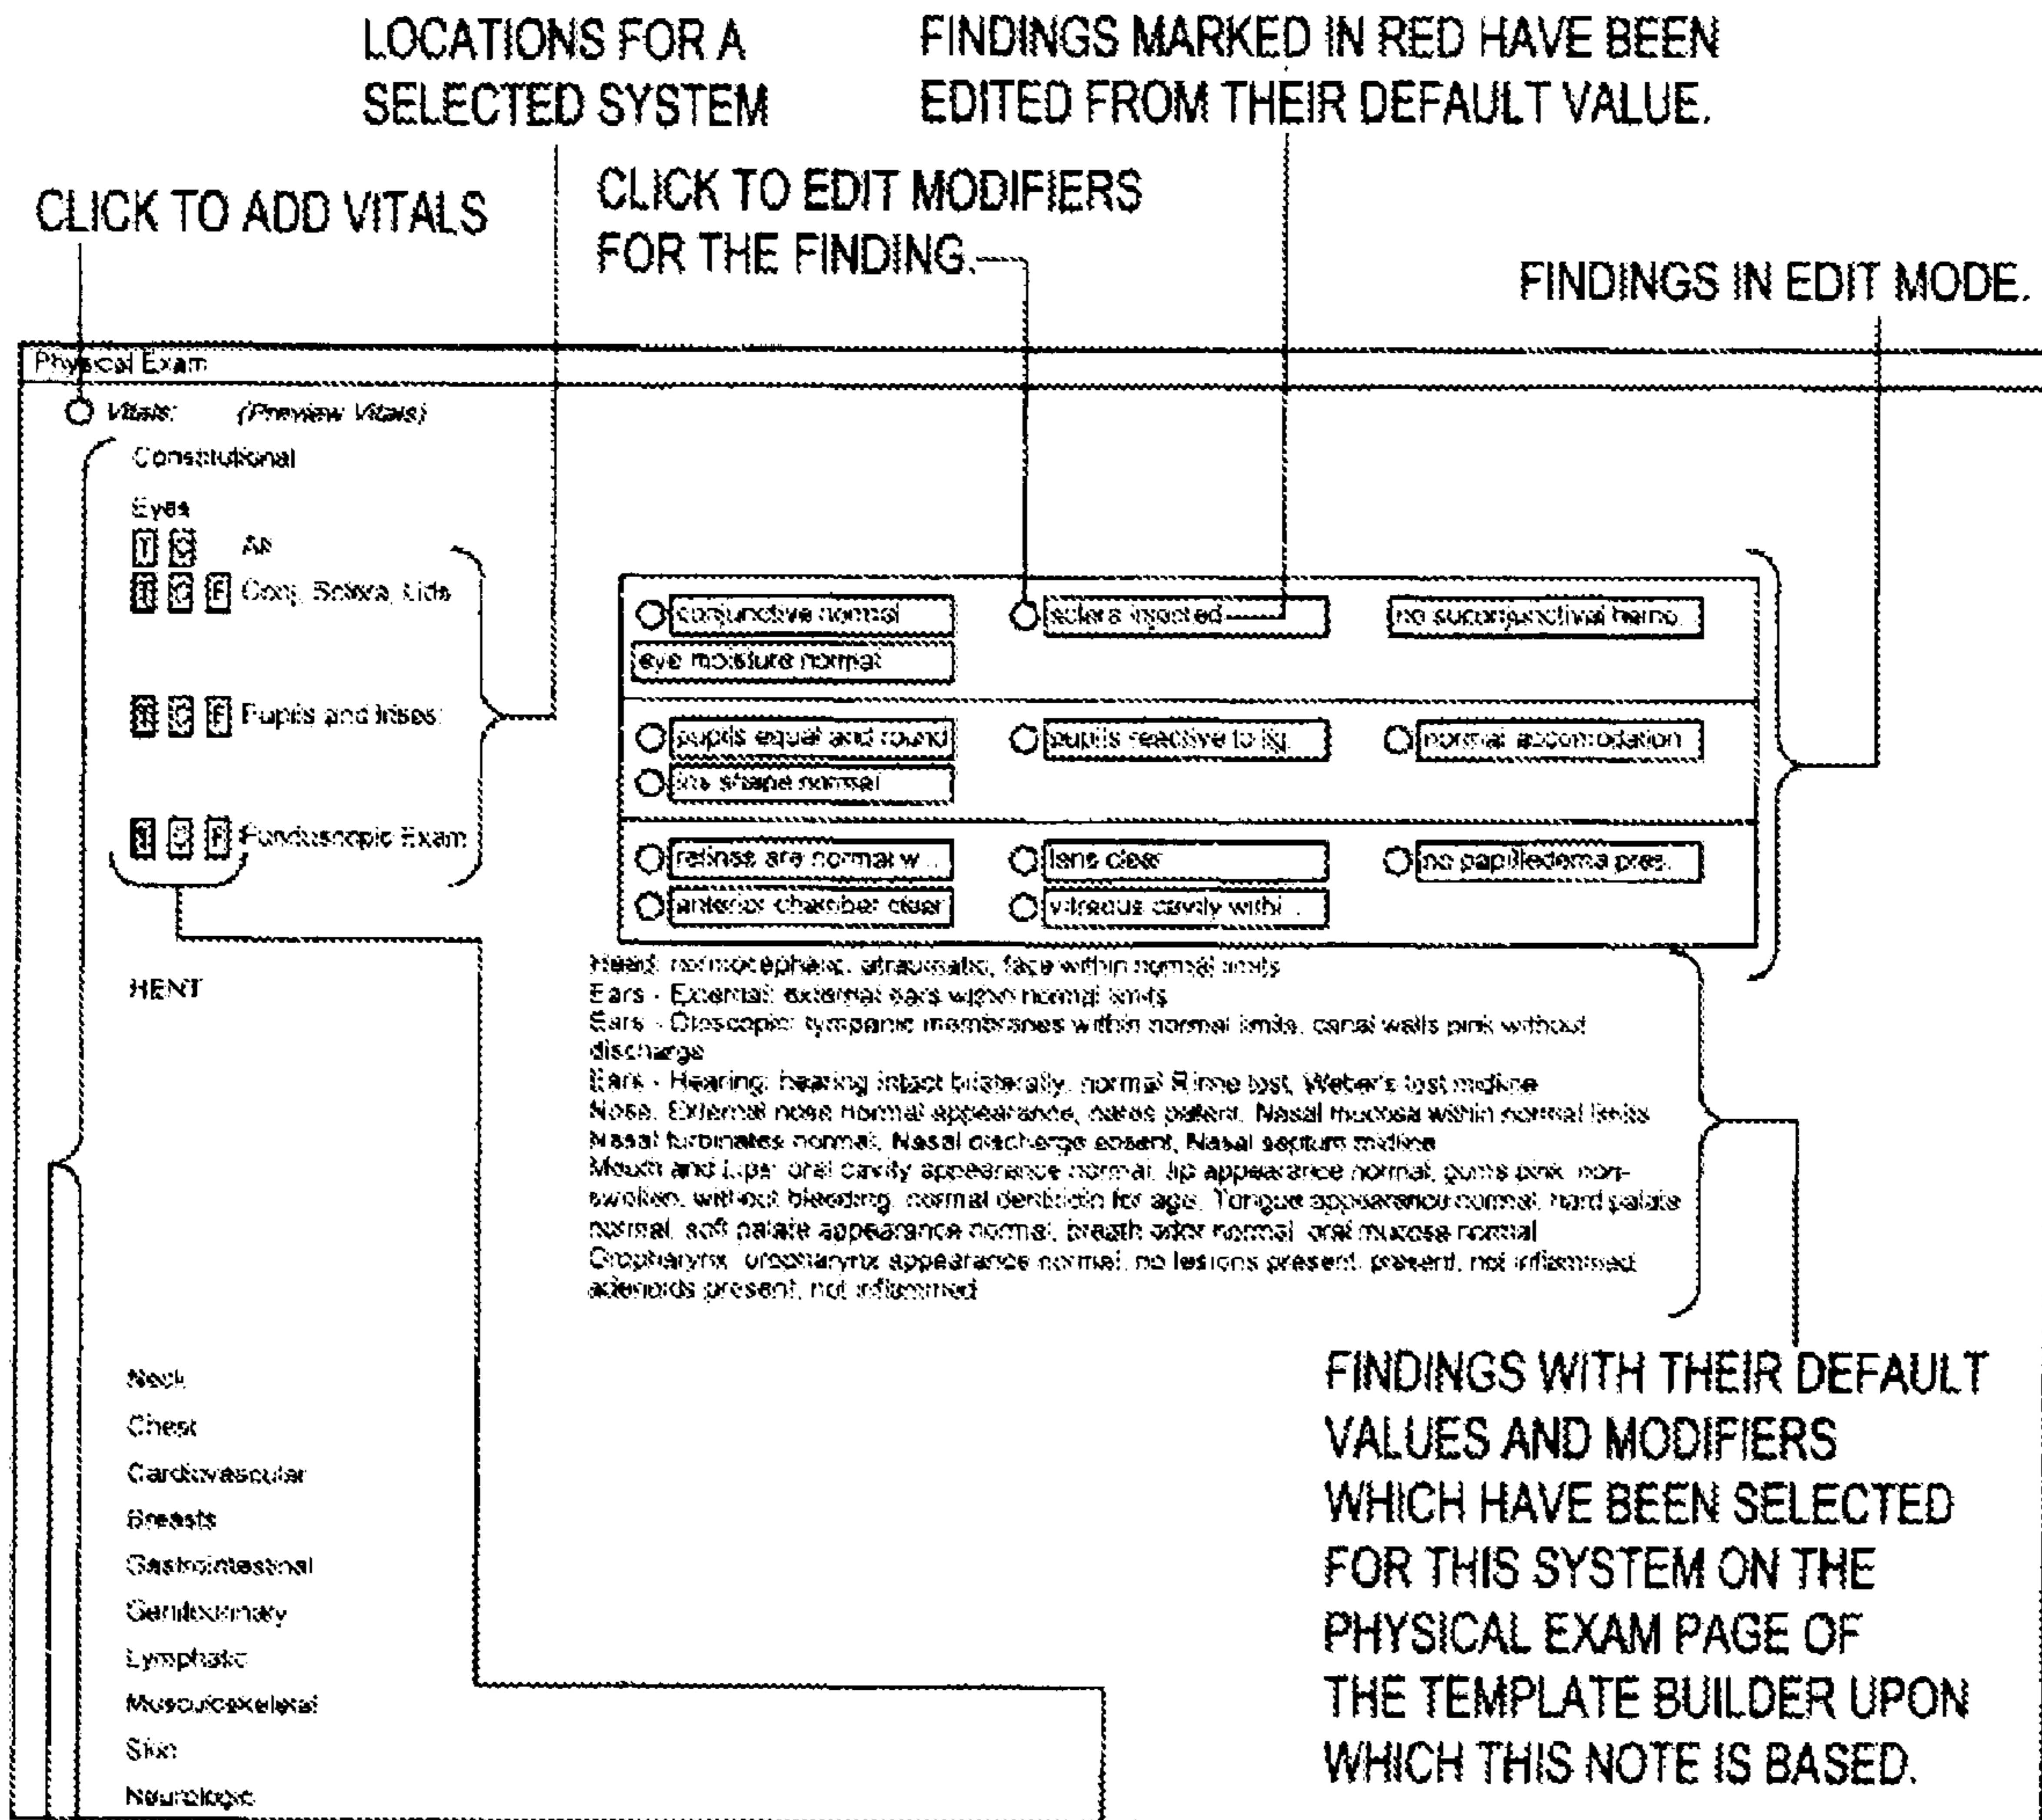 LOCATIONS FOR A
SELECTED SYSTEM
FINDINGS MARKED IN RED HAVE BEEN
EDITED FROM THEIR DEFAULT VALUE.
CLICK TO ADD VITALS
CLICK TO EDIT MODIFIERS
FOR THE FINDING.
FINDINGS IN EDIT MODE.
Physical Exam
Vitals: (Preview Vitals)
Constitutional
Eyes
All
Conj, Sclera, Lids
conjunctive normal
sclera injected
no suconjunctival hemo.
eye moisture normal
Pupils and Irises:
pupils equal and round
pupils reactive to lig.
normal accomodation
iris shape normal
Funduscopic Exam
retinas are normal w...
lens clear
no papilledema pres.
anterior chamber clear
vitreous cavity withi...
HENT
Head: normocephalic, atraumatic, face within normal limits
Ears - External: external ears within normal limits
Ears - Otoscopic: tympanic membranes within normal limits, canal walls pink without
discharge
Ears - Hearing: hearing intact bilaterally, normal Rinne test, Weber's test midline
Nose: External nose normal appearance, nares patent, Nasal mucosa within normal limits
Nasal turbinates normal, Nasal discharge absent, Nasal septum midline
Mouth and Lips: oral cavity appearance normal, lip appearance normal, gums pink, non-
swollen, without bleeding, normal for age, Tongue appearance normal, hard palate
normal, soft palate appearance normal, breath odor normal, oral mucosa normal
Oropharynx: oropharynx appearance normal, no lesions present, present, not inflammed
adenoids present, not inflammed
Neck
Chest
Cardiovascular
Breasts
Gastrointestinal
Genitourinary
Lymphatic
Musculoskeletal
Skin
Neurologic
FINDINGS WITH THEIR DEFAULT
VALUES AND MODIFIERS
WHICH HAVE BEEN SELECTED
FOR THIS SYSTEM ON THE
PHYSICAL EXAM PAGE OF
THE TEMPLATE BUILDER UPON
WHICH THIS NOTE IS BASED.